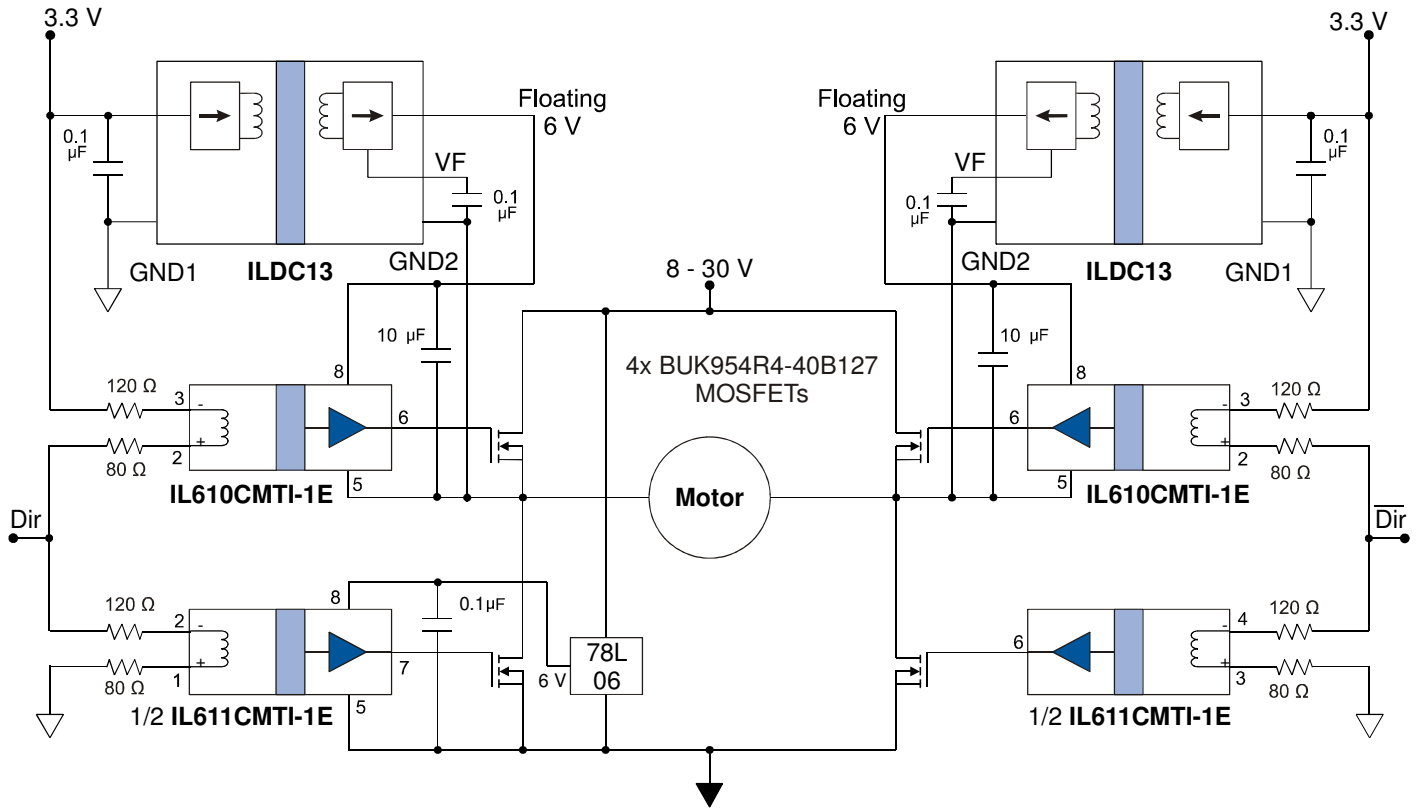 3.3 V
3.3 V
Floating
6 V
Floating
6 V
0.1
µF
VF
0.1
µF
VF
0.1
µF
0.1
µF
GND1
ILDC13
GND2
GND2
ILDC13
GND1
8 - 30 V
10 µF
10 µF
4x BUK954R4-40B127
MOSFETs
120 Ω
3
-
8
6
+
2
80 Ω
5
IL610CMTI-1E
8
6
120 Ω
3
-
+
2
80 Ω
5
IL610CMTI-1E
Motor
Dir
Dir
120 Ω
2
-
8
0.1µF
+
1
80 Ω
7
5
1/2 IL611CMTI-1E
6 V
78L
06
6
120 Ω
4
-
+
3
80 Ω
1/2 IL611CMTI-1E